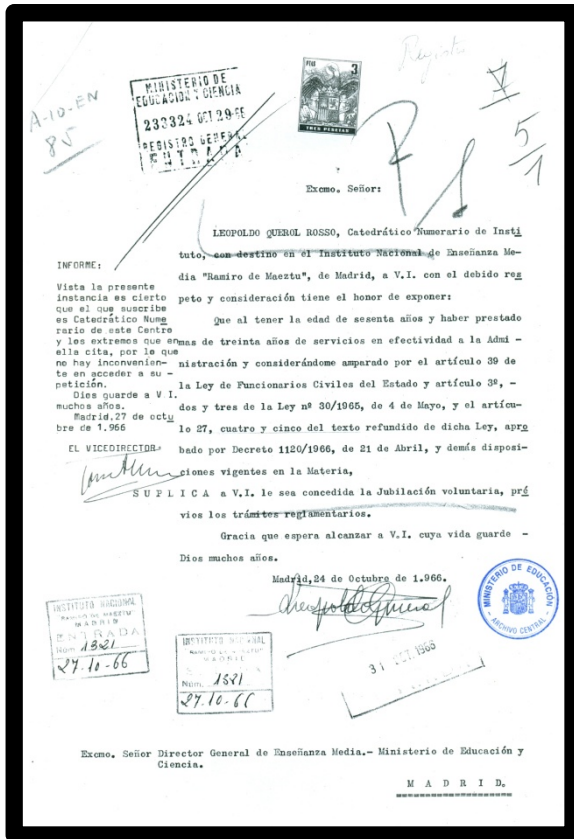 Registro
A-10-EN
85
MINISTERIO DE
EDUCACION Y CIENCIA
233324 OCT 29 66
REGISTRO GENERAL
ENTRADA
PTAS 3
TRES PESETAS
5
1
Excmo. Señor:
LEOPOLDO QUEROL ROSSO, Catedrático Numerario de Insti
tuto, con destino en el Instituto Nacional de Enseñanza Me-
dia "Ramiro de Maeztu", de Madrid, a V.I. con el debido res
peto y consideración tiene el honor de exponer:
Que al tener la edad de sesenta años y haber prestado
mas de treinta años de servicios en efectividad a la Admi -
nistración y considerándome amparado por el artículo 39 de
la Ley de Funcionarios Civiles del Estado y artículo 3º, -
dos y tres de la Ley nº 30/1965, de 4 de Mayo, y el artícu-
lo 27, cuatro y cinco del texto refundido de dicha Ley, apro
bado por Decreto 1120/1966, de 21 de Abril, y demás disposi-
ciones vigentes en la Materia,
SUPLICA a V.I. le sea concedida la Jubilación voluntaria, pré
vios los trámites reglamentarios.
Gracia que espera alcanzar a V.I. cuya vida guarde -
Dios muchos años.
Madrid,24 de Octubre de 1.966.
Leopoldo Querol
INFORME:
Vista la presente
instancia es cierto
que el que suscribe
es Catedrático Nume
rario de este Centro
y los extremos que en
ella cita, por lo que
no hay inconvenien-
te en acceder a su -
petición.
Dios guarde a V.I.
muchos años.
Madrid,27 de octu
bre de 1.966
EL VICEDIRECTOR.
MINISTERIO DE EDUCACIÓN
ARCHIVO CENTRAL
INSTITUTO NACIONAL
RAMIRO DE MAEZTU
MADRID
ENTRADA
Núm. 1321
27-10-66
INSTITUTO NACIONAL
RAMIRO DE MAEZTU
MADRID
Núm. 1521
27-10-66
31 OCT. 1966
Excmo. Señor Director General de Enseñanza Media.- Ministerio de Educación y
Ciencia.
MADRID.